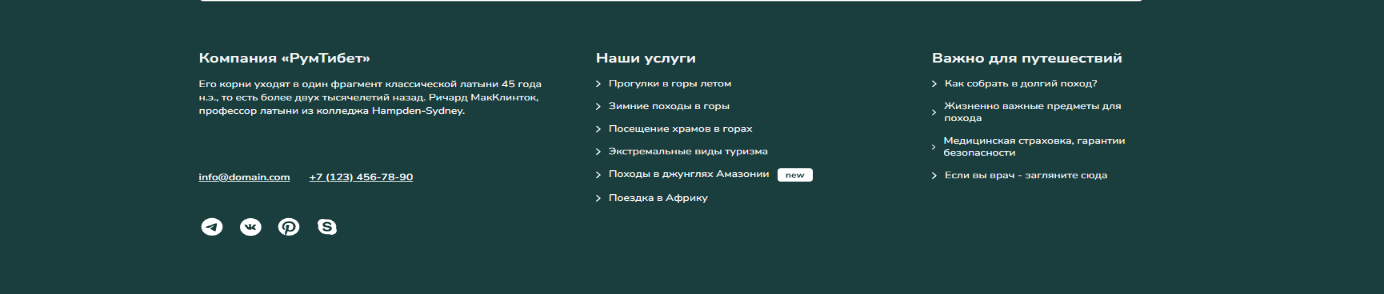 Компания «РумТибет»
Его корни уходят в один фрагмент классической латыни 45 года
н.э., то есть более двух тысячелетий назад. Ричард МакКлинток,
профессор латыни из колледжа Hampden-Sydney.
info@domain.com +7 (123) 456-78-90
Наши услуги
Прогулки в горы летом
Зимние походы в горы
Посещение храмов в горах
Экстремальные виды туризма
Походы в джунглях Амазонии new
Поездка в Африку
Важно для путешествий
Как собрать в долгий поход?
Жизненно важные предметы для
похода
Медицинская страховка, гарантии
безопасности
Если вы врач - загляните сюда